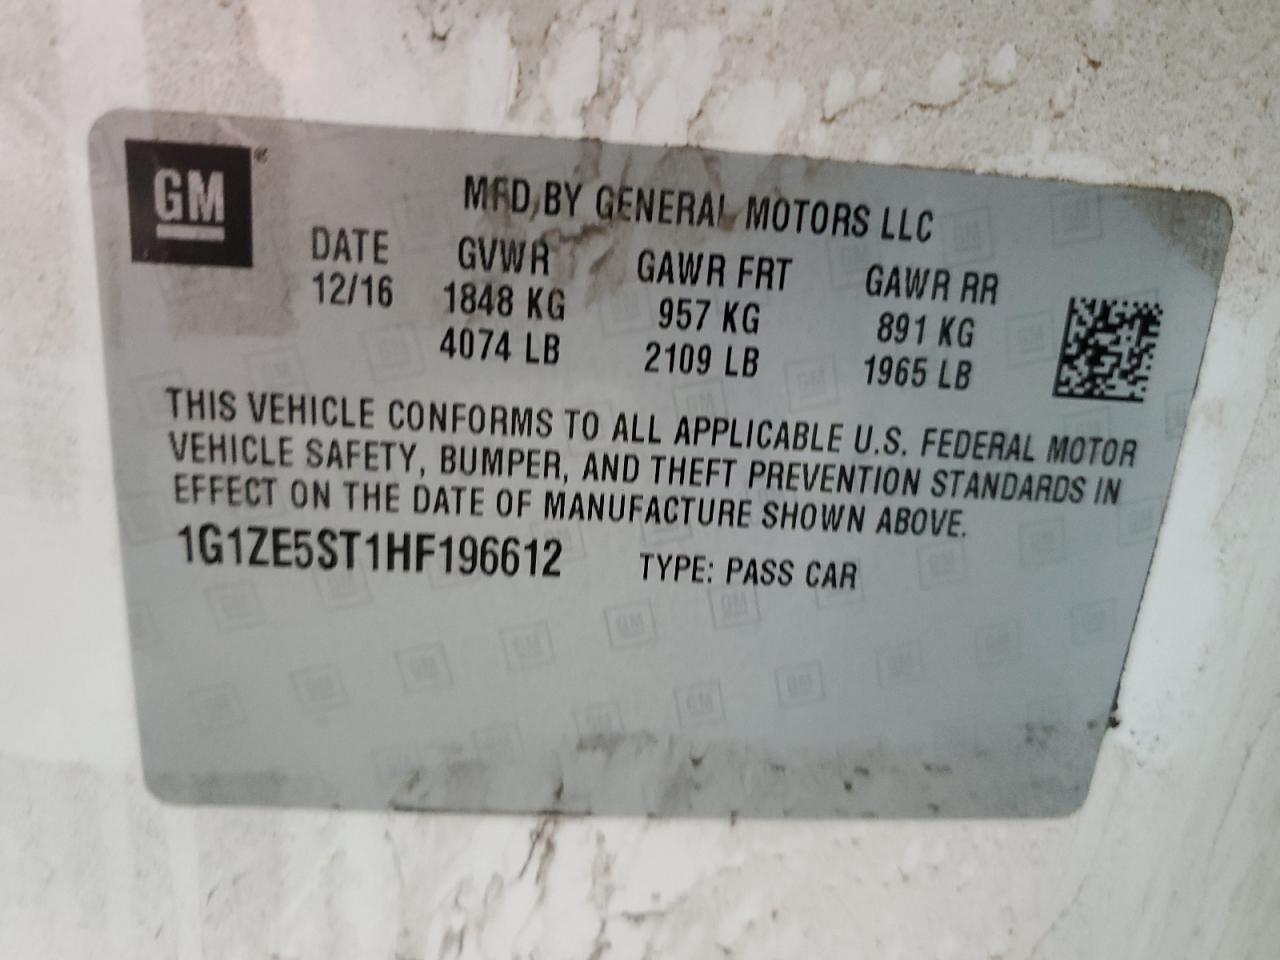 GM
MFD BY GENERAL MOTORS LLC
DATE GVWR GAWR FRT GAWR RR
12/16 1848 KG 957 KG 891 KG
4074 LB 2109 LB 1965 LB
THIS VEHICLE CONFORMS TO ALL APPLICABLE U.S. FEDERAL MOTOR
VEHICLE SAFETY, BUMPER, AND THEFT PREVENTION STANDARDS IN
EFFECT ON THE DATE OF MANUFACTURE SHOWN ABOVE.
1G1ZE5ST1HF196612 TYPE: PASS CAR